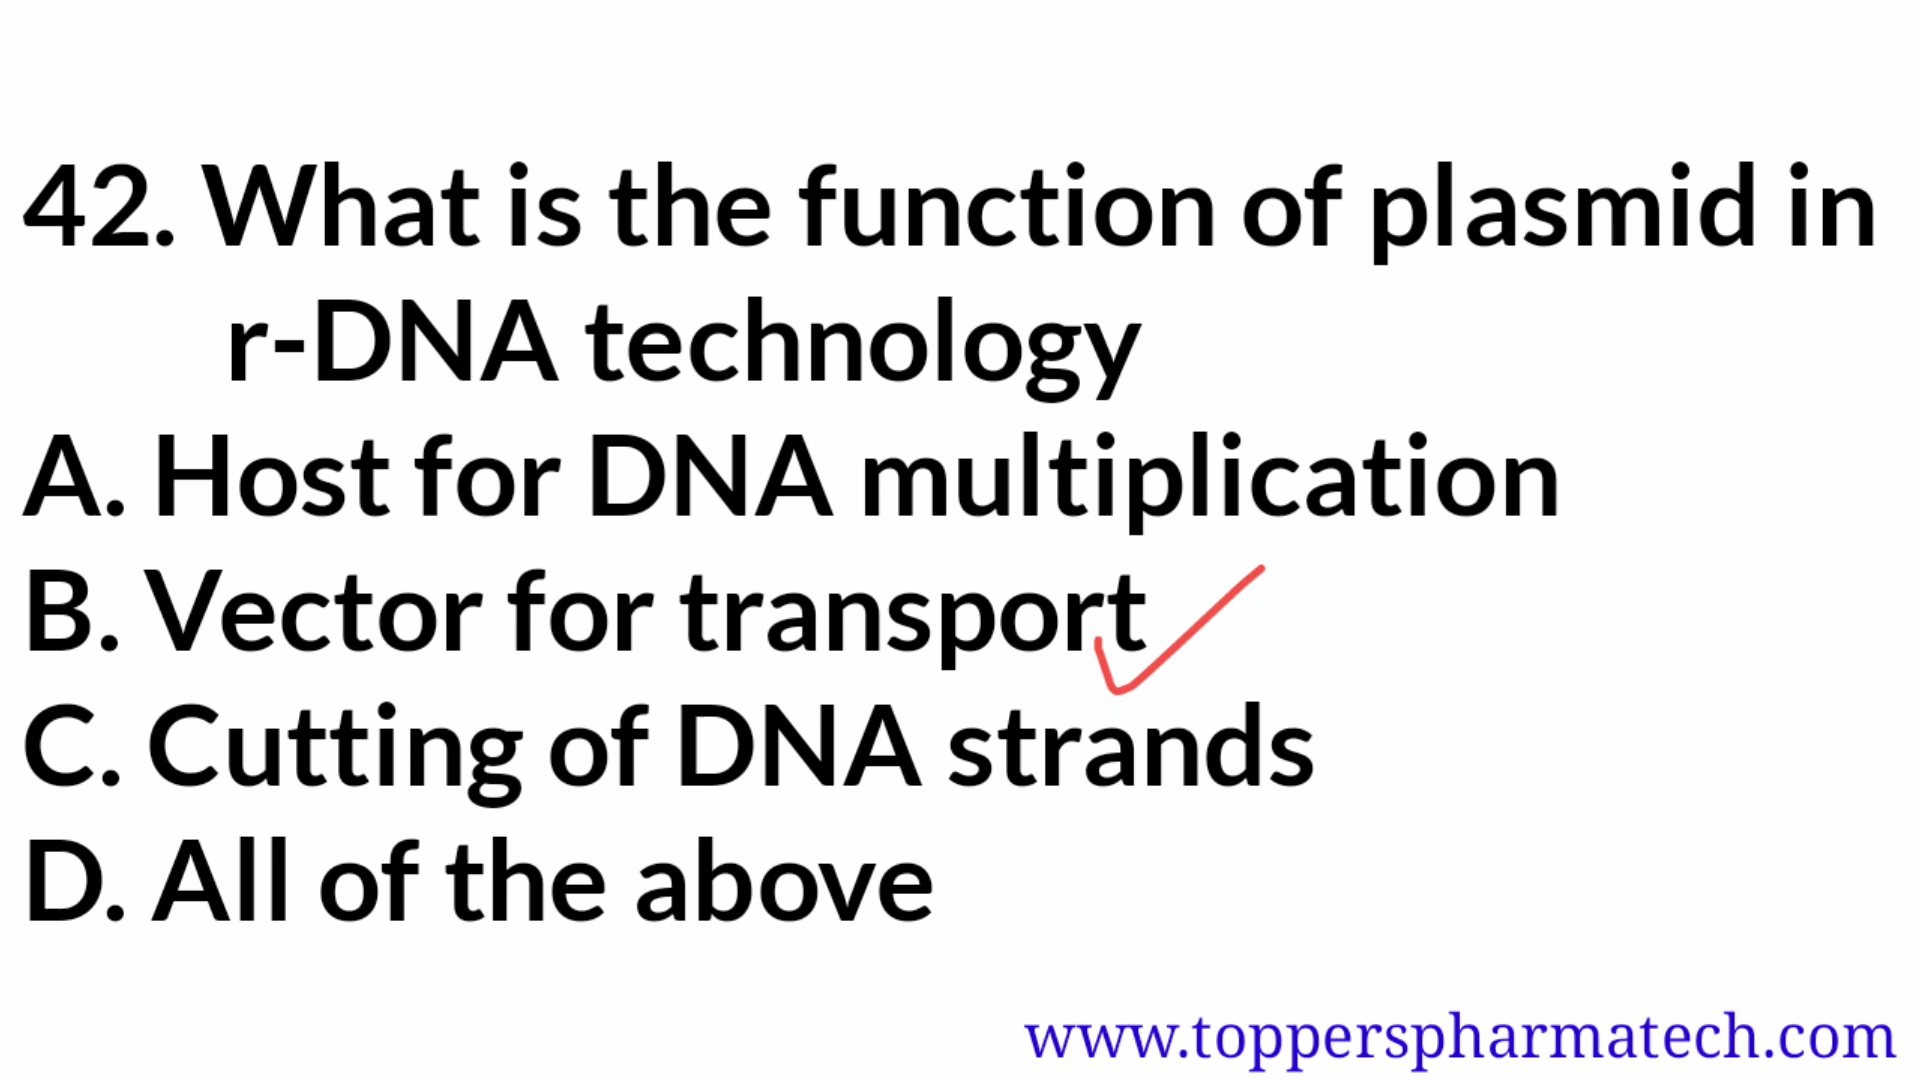 42. What is the function of plasmid in
r-DNA technology
A. Host for DNA multiplication
B. Vector for transport
C. Cutting of DNA strands
D. All of the above
www.topperspharmatech.com